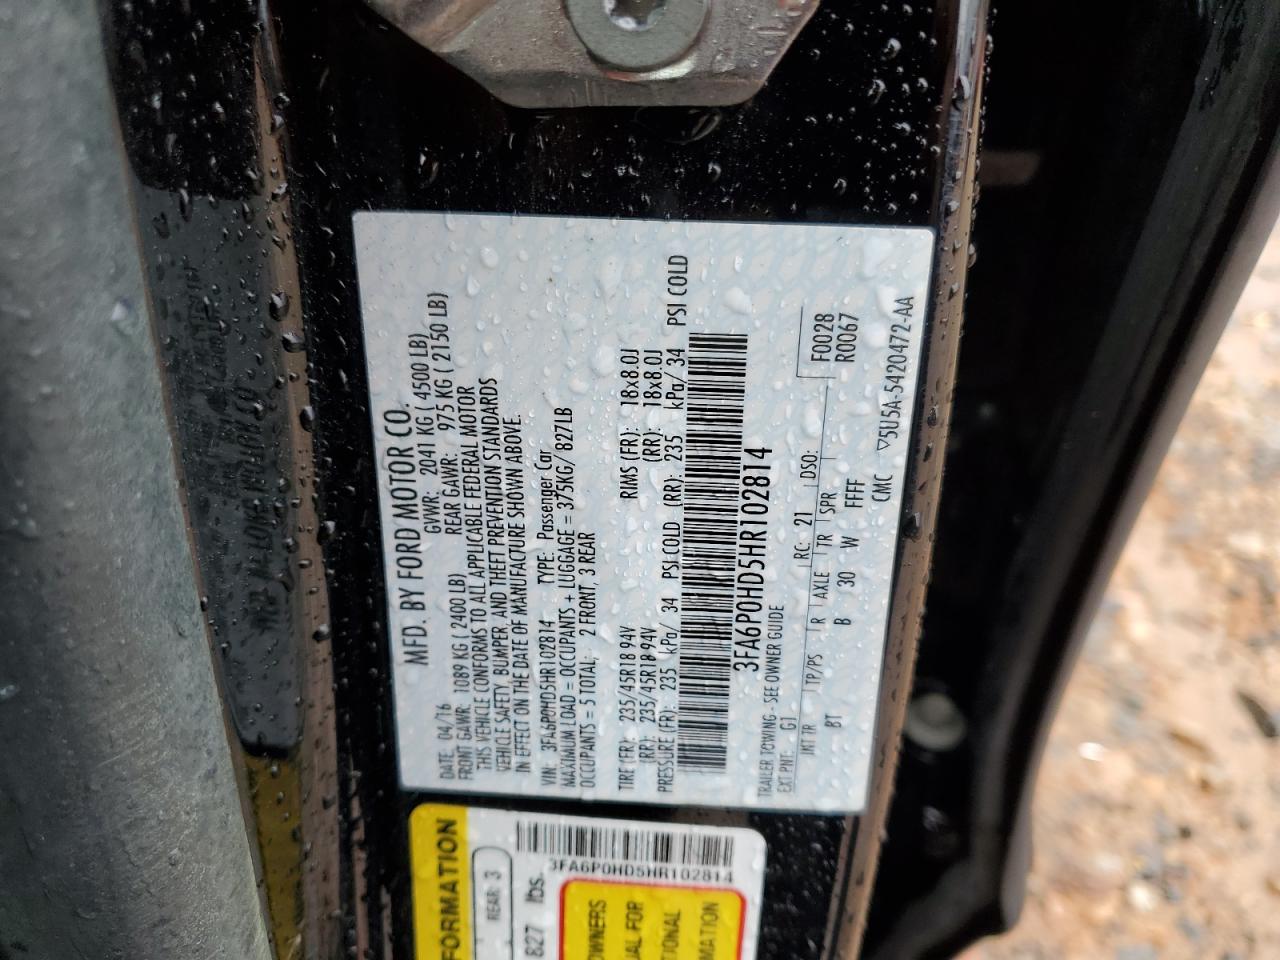 MFD. BY FORD MOTOR CO.
DATE: 04/16 GVWR: 2041 KG ( 4500 LB)
FRONT GAWR: 1089 KG ( 2400 LB) REAR GAWR: 975 KG ( 2150 LB)
THIS VEHICLE CONFORMS TO ALL APPLICABLE FEDERAL MOTOR
VEHICLE SAFETY, BUMPER, AND THEFT PREVENTION STANDARDS
IN EFFECT ON THE DATE OF MANUFACTURE SHOWN ABOVE.
VIN: 3FA6P0HD5HR102814 TYPE: Passenger Car
MAXIMUM LOAD = OCCUPANTS + LUGGAGE = 375KG/ 827LB
OCCUPANTS = 5 TOTAL; 2 FRONT, 3 REAR
TIRE (FR): 235/45R18 94V RIMS (FR): 18x8.0J
(RR): 235/45R18 94V (RR): 18x8.0J
PRESSURE (FR): 235 kPa/ 34 PSI COLD (RR): 235 kPa/ 34 PSI COLD
3FA6P0HD5HR102814
TRAILER TOWING - SEE OWNER GUIDE
EXT PNT: G1 RC: 21 DSO: F0028
R0067
INT TR TP/PS R AXLE TR SPR
BT B 30 W FFFF
CMC ▽5U5A-5420472-AA
FORMATION
REAR: 3
827 lbs.
3FA6P0HD5HR102814
OWNERS
UAL FOR
TIONAL
MATION